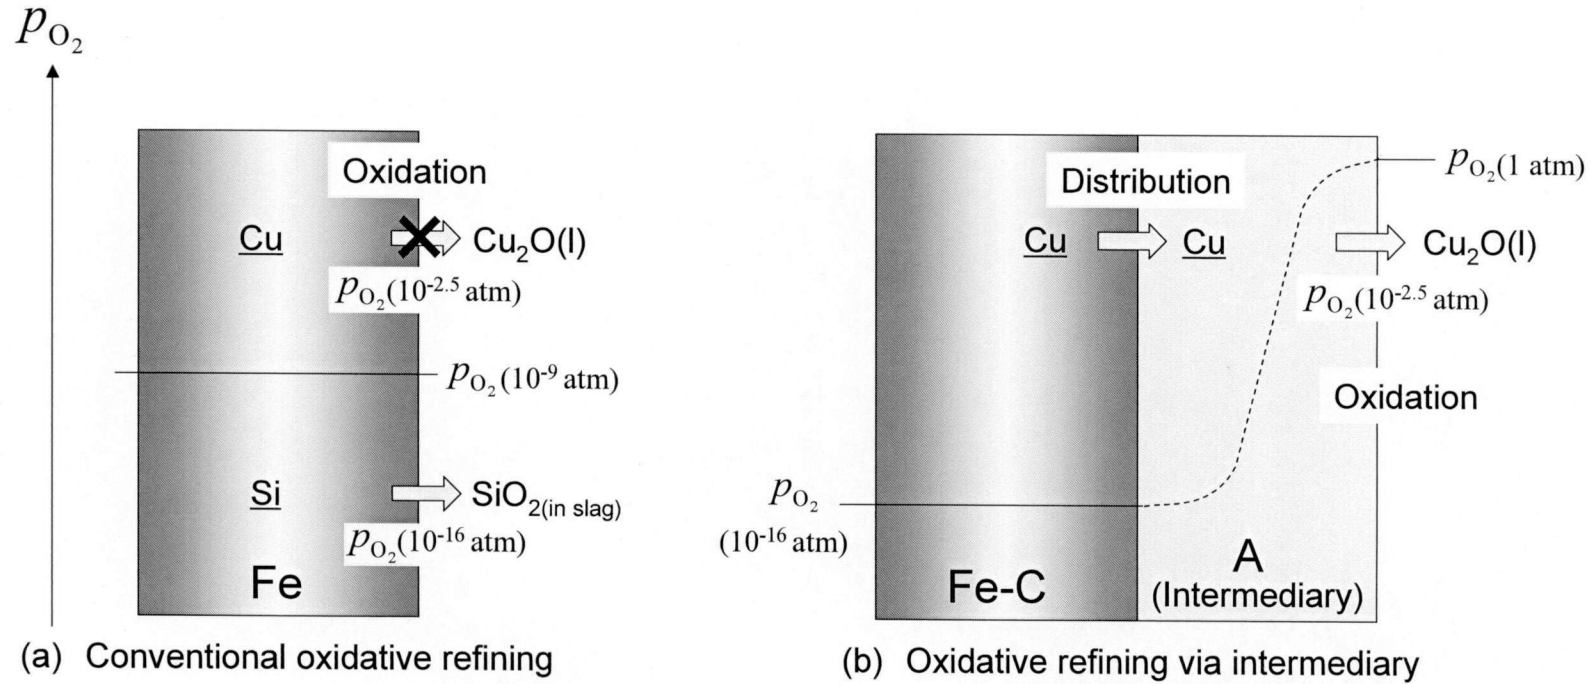 pO₂
Oxidation
Cu
Cu₂O(l)
pO₂(10⁻²·⁵ atm)
pO₂(10⁻⁹ atm)
Si
SiO₂(in slag)
pO₂(10⁻¹⁶ atm)
Fe
(a) Conventional oxidative refining
Distribution
pO₂(1 atm)
Cu
Cu
Cu₂O(l)
pO₂(10⁻²·⁵ atm)
Oxidation
pO₂
(10⁻¹⁶ atm)
A
(Intermediary)
Fe-C
(b) Oxidative refining via intermediary